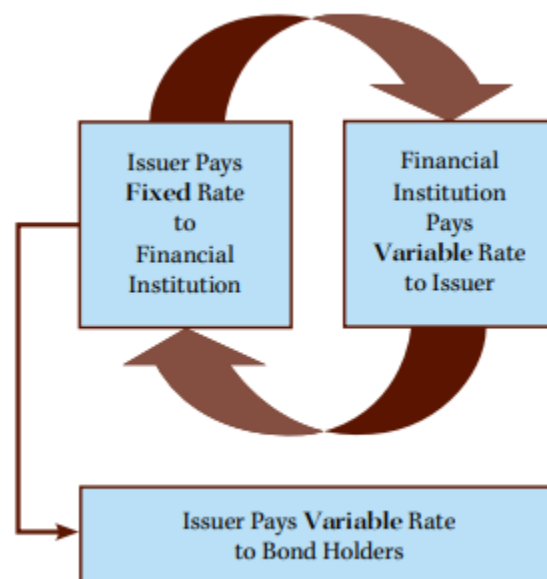 Issuer Pays
Fixed Rate
to
Financial
Institution
Financial
Institution
Pays
Variable Rate
to Issuer
Issuer Pays Variable Rate
to Bond Holders